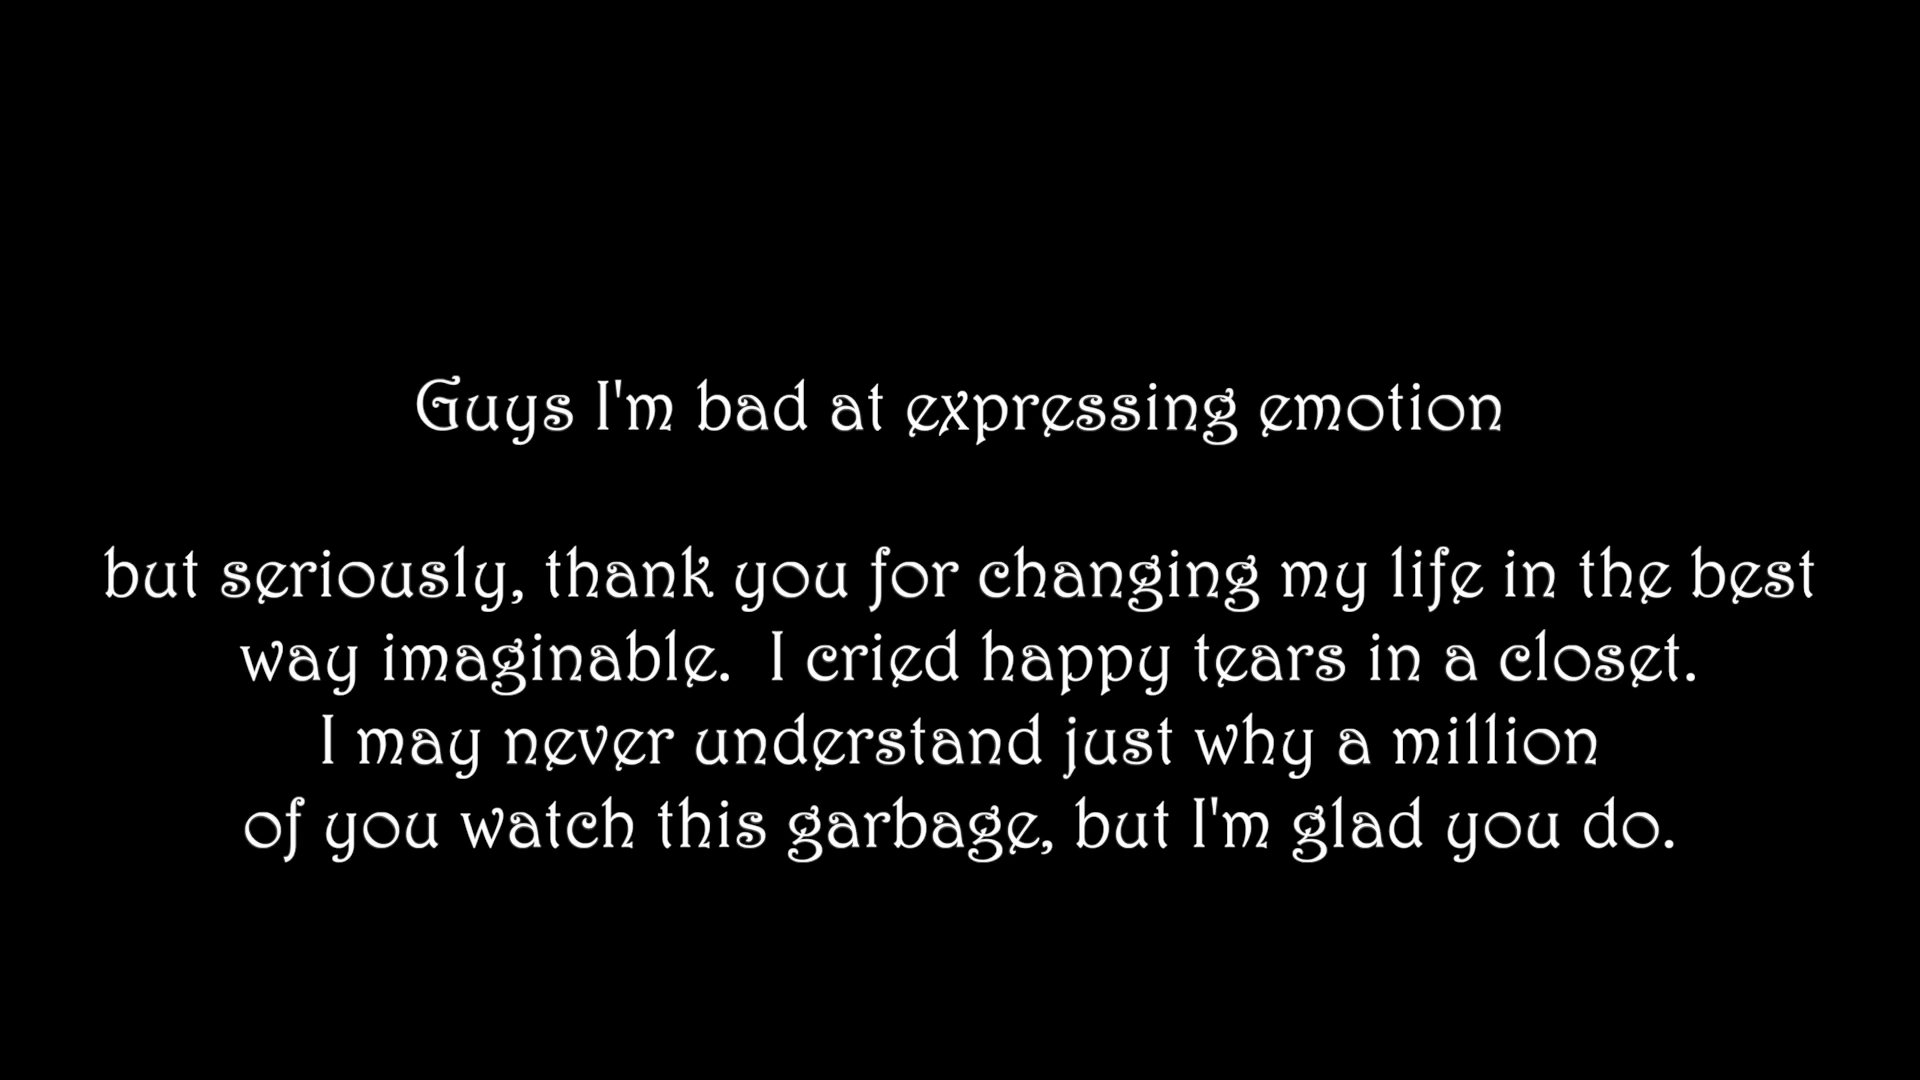 Guys I'm bad at expressing emotion
but seriously, thank you for changing my life in the best
way imaginable.  I cried happy tears in a closet.
I may never understand just why a million
of you watch this garbage, but I'm glad you do.